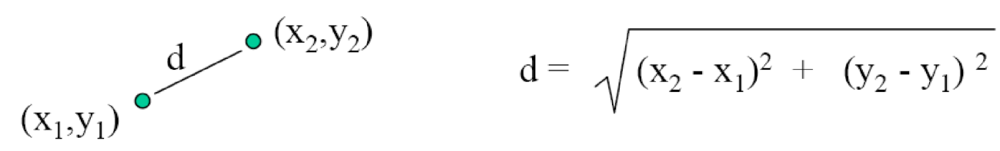 (x₂,y₂)
d
(x₁,y₁)
d = √(x₂ - x₁)² + (y₂ - y₁) ²